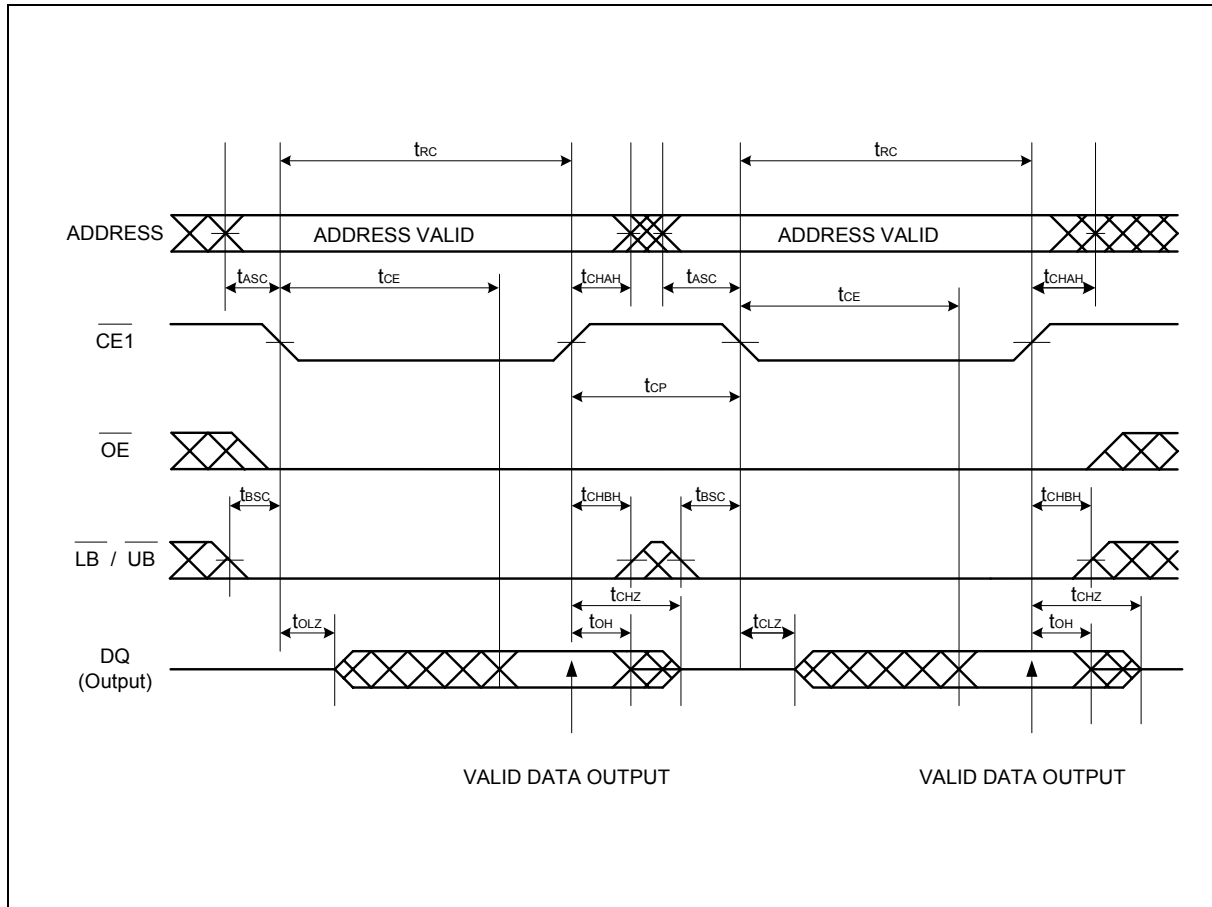 tRC tRC
ADDRESS ADDRESS VALID ADDRESS VALID
tASC tCE tCHAH tASC tCE tCHAH
CE1
tCP
OE
tBSC tCHBH tBSC tCHBH
LB / UB
tCHZ tCHZ
tOLZ tOH tCLZ tOH
DQ
(Output)
VALID DATA OUTPUT VALID DATA OUTPUT